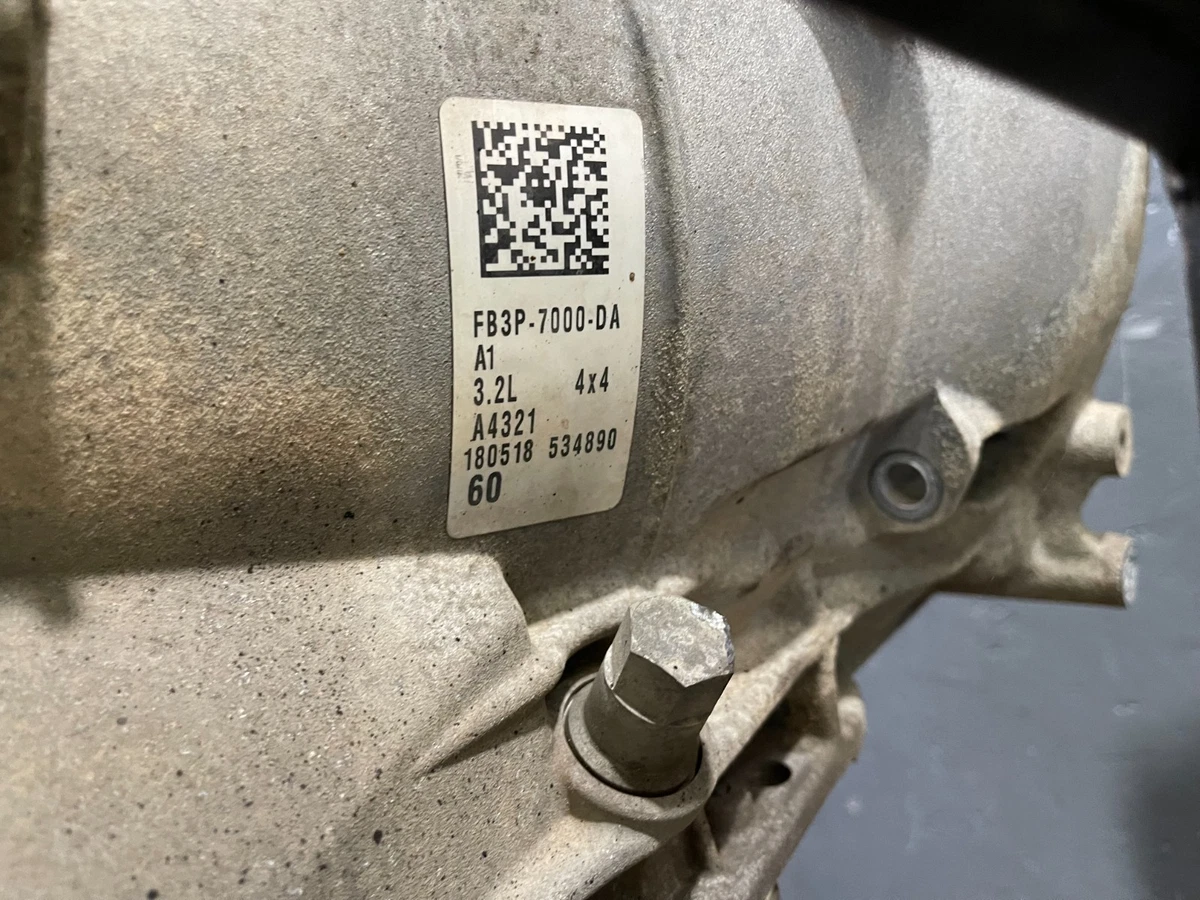 FB3P-7000-DA
A1
3.2L 4x4
A4321
180518 534890
60